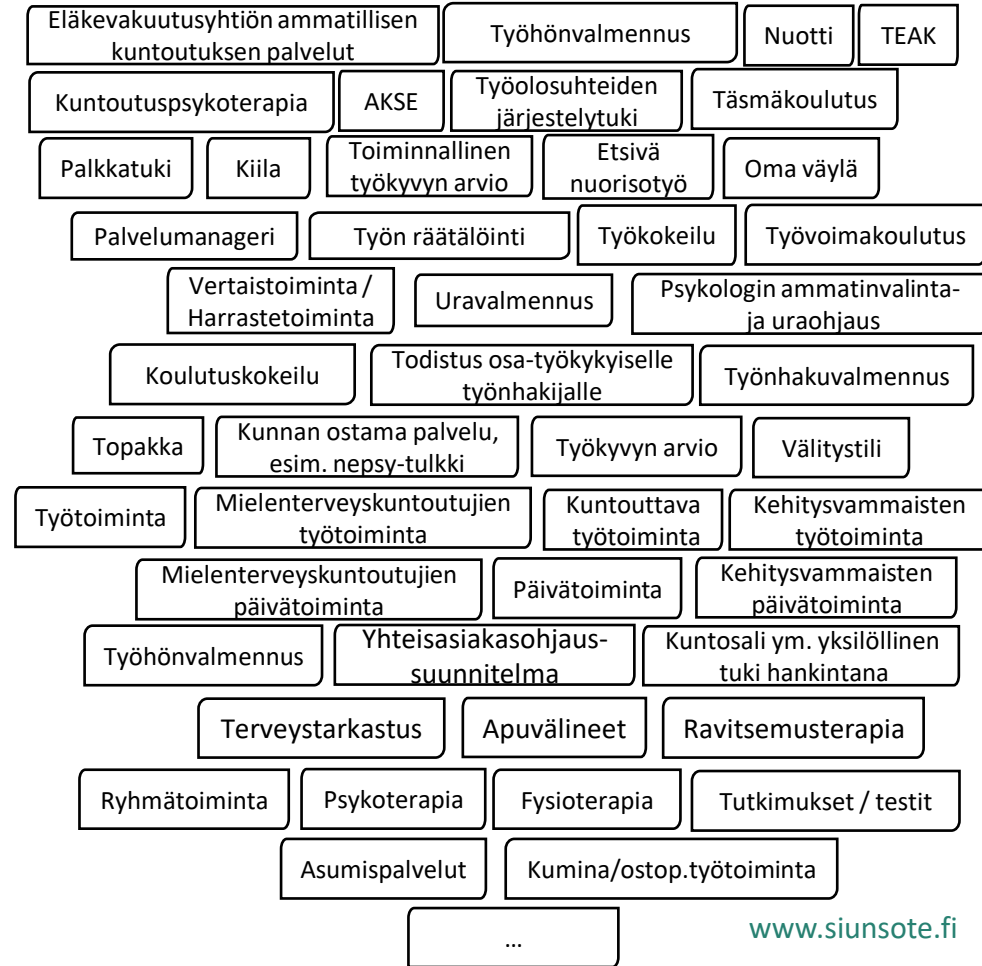 Eläkevakuutusyhtiön ammatillisen
kuntoutuksen palvelut
Työhönvalmennus
Nuotti
TEAK
Kuntoutuspsykoterapia
AKSE
Työolosuhteiden
järjestelytuki
Täsmäkoulutus
Palkkatuki
Kiila
Toiminnallinen
työkyvyn arvio
Etsivä
nuorisotyö
Oma väylä
Palvelumanageri
Työn räätälöinti
Työkokeilu
Työvoimakoulutus
Vertaistoiminta /
Harrastetoiminta
Uravalmennus
Psykologin ammatinvalinta-
ja uraohjaus
Koulutuskokeilu
Todistus osa-työkykyiselle
työnhakijalle
Työnhakuvalmennus
Topakka
Kunnan ostama palvelu,
esim. nepsy-tulkki
Työkyvyn arvio
Välitystili
Työtoiminta
Mielenterveyskuntoutujien
työtoiminta
Kuntouttava
työtoiminta
Kehitysvammaisten
työtoiminta
Mielenterveyskuntoutujien
päivätoiminta
Päivätoiminta
Kehitysvammaisten
päivätoiminta
Työhönvalmennus
Yhteisasiakasohjaus-
suunnitelma
Kuntosali ym. yksilöllinen
tuki hankintana
Terveystarkastus
Apuvälineet
Ravitsemusterapia
Ryhmätoiminta
Psykoterapia
Fysioterapia
Tutkimukset / testit
Asumispalvelut
Kumina/ostop.työtoiminta
...
www.siunsote.fi